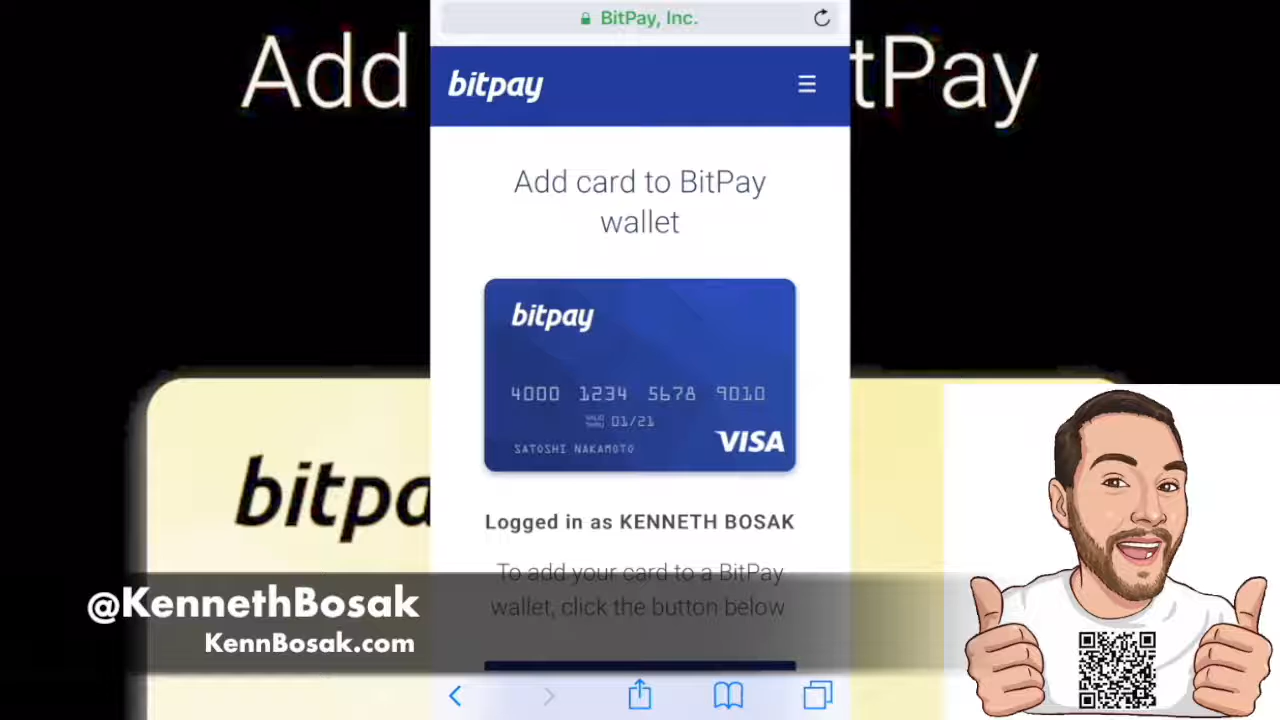 BitPay, Inc.
Add
tPay
bitpay
Add card to BitPay
wallet
bitpay
4000 1234 5678 9010
VALID
THRU 01/21
SATOSHI NAKAMOTO
VISA
bitpa
Logged in as KENNETH BOSAK
To add your card to a BitPay
wallet, click the button below
@KennethBosak
KennBosak.com